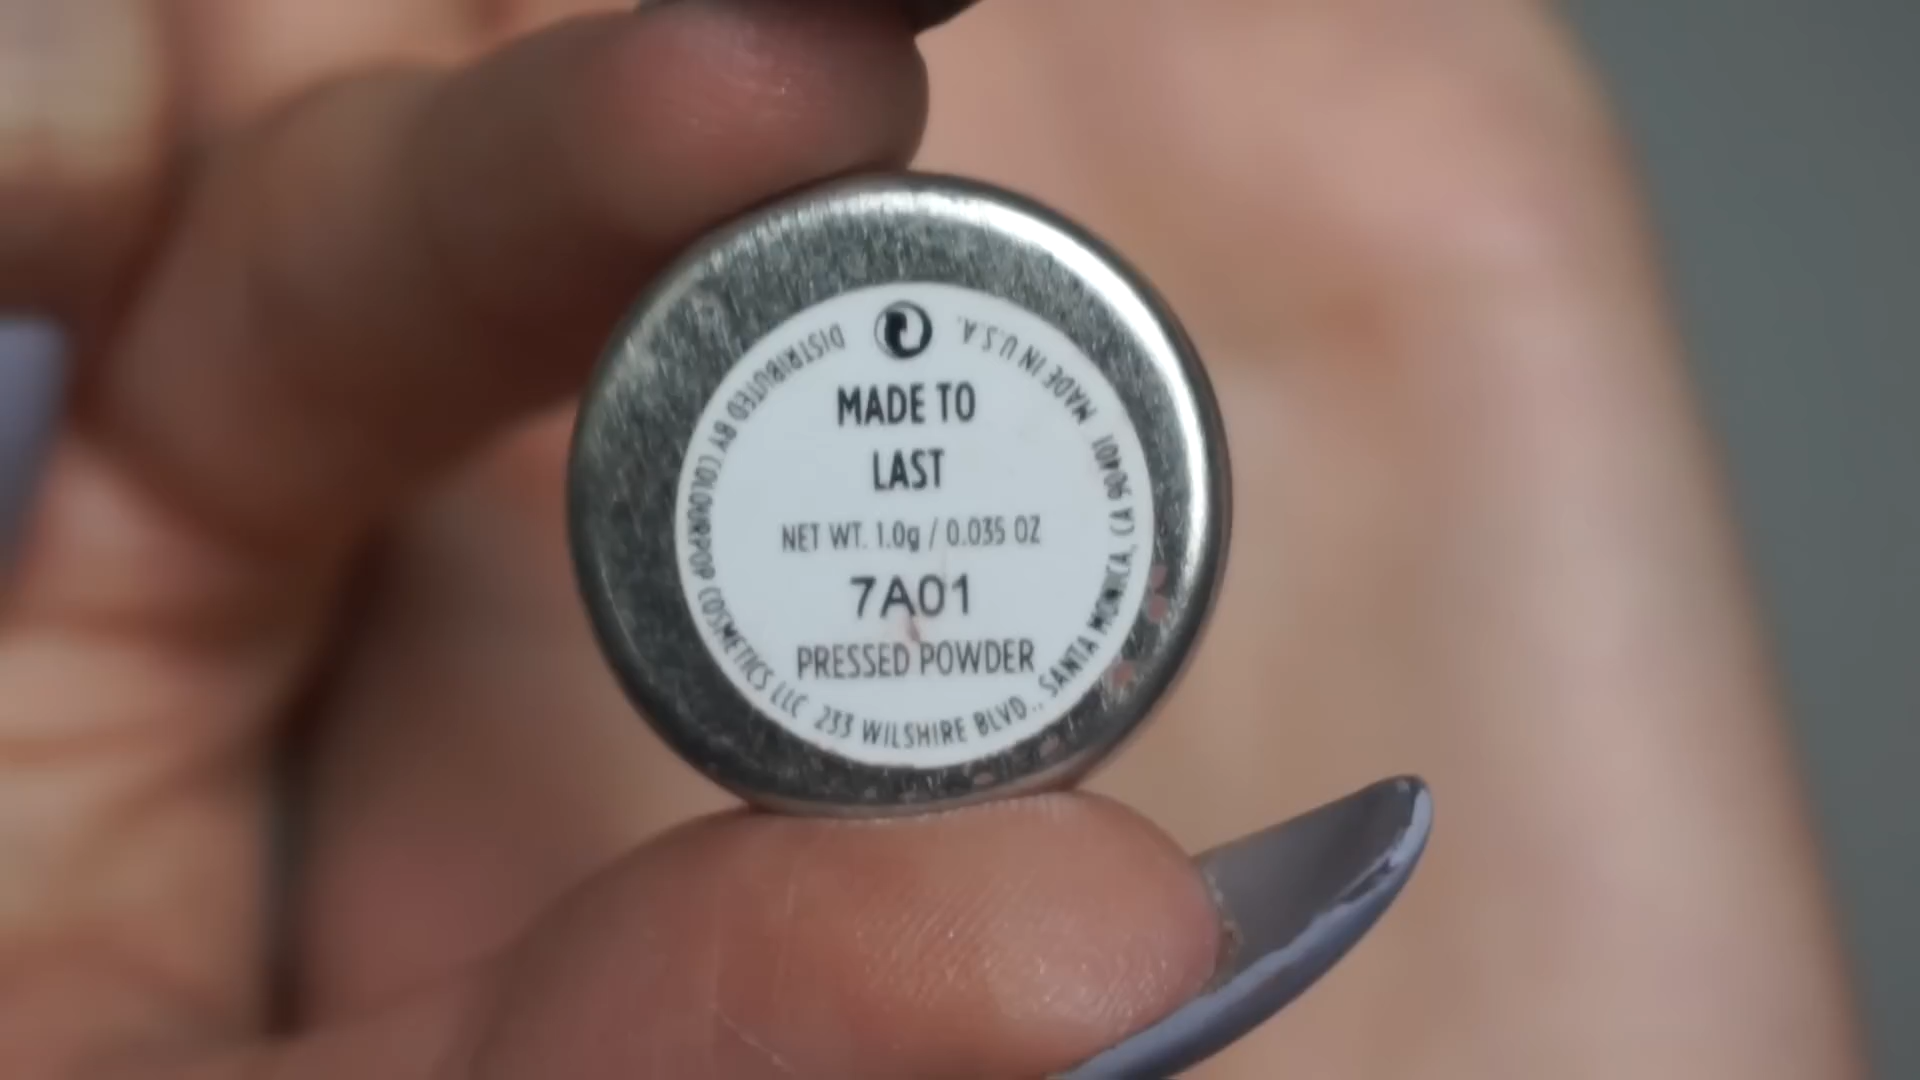 MADE TO
LAST
NET WT. 1.0g / 0.035 OZ
7A01
PRESSED POWDER
DISTRIBUTED BY COLOURPOP COSMETICS LLC 233 WILSHIRE BLVD., SANTA MONICA, CA 90401 MADE IN U.S.A.